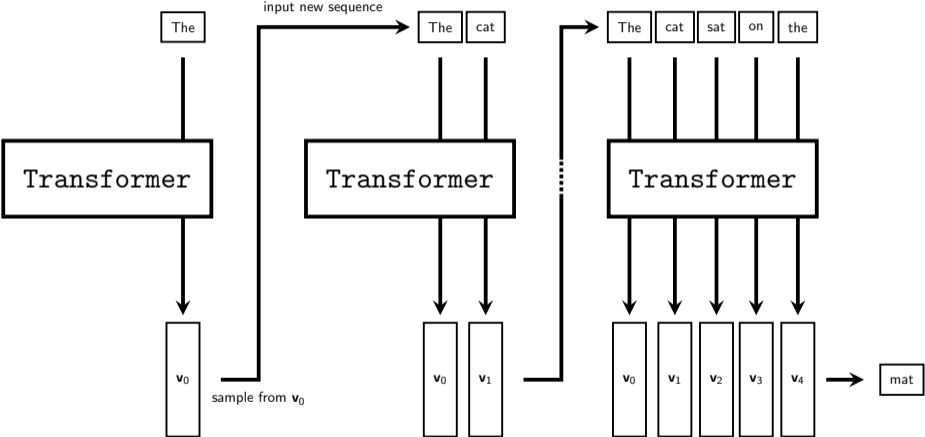 input new sequence
The
The cat
The cat sat on the
Transformer
Transformer
Transformer
v0
v0 v1
v0 v1 v2 v3 v4
mat
sample from v0